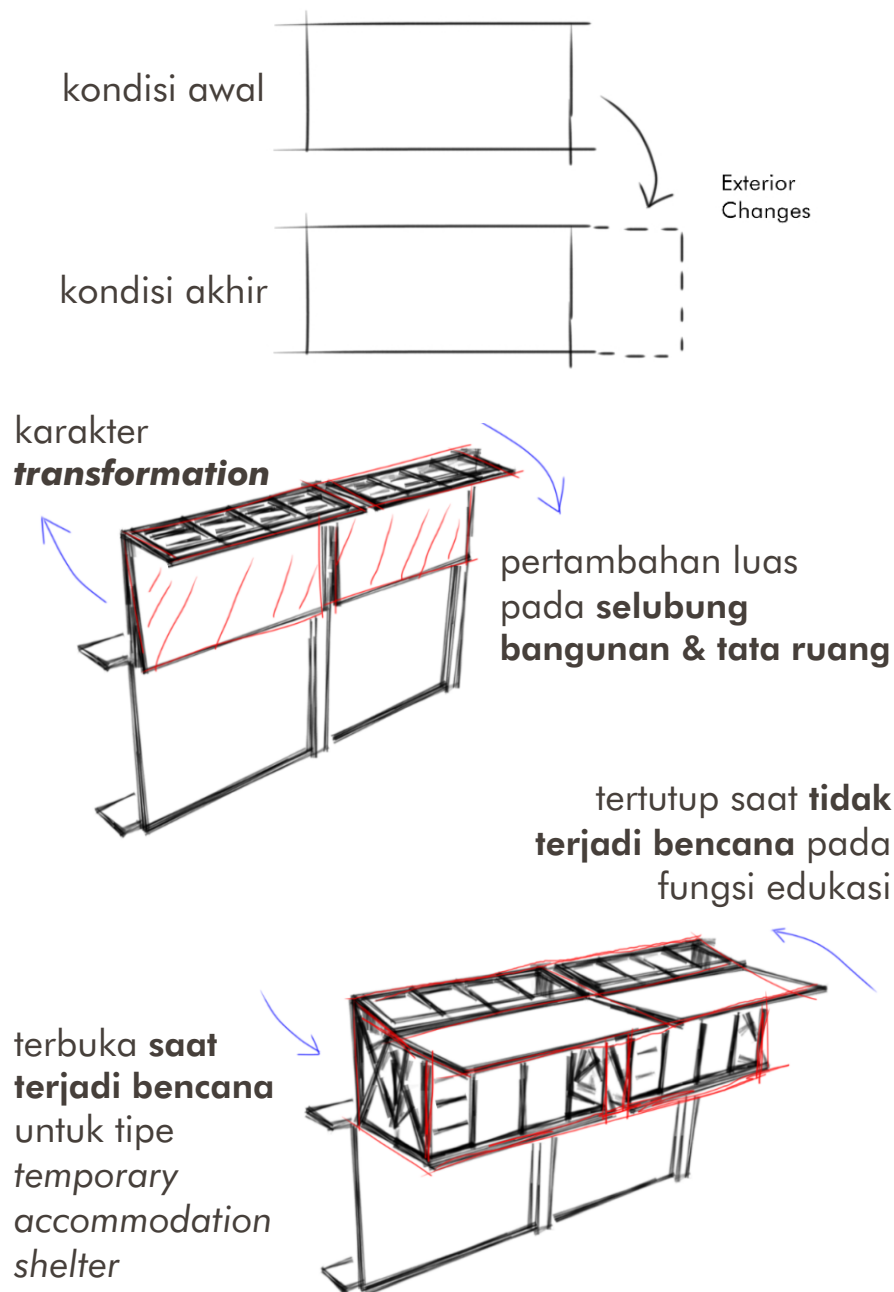 kondisi awal
Exterior
Changes
kondisi akhir
karakter
transformation
pertambahan luas
pada selubung
bangunan & tata ruang
tertutup saat tidak
terjadi bencana pada
fungsi edukasi
terbuka saat
terjadi bencana
untuk tipe
temporary
accommodation
shelter